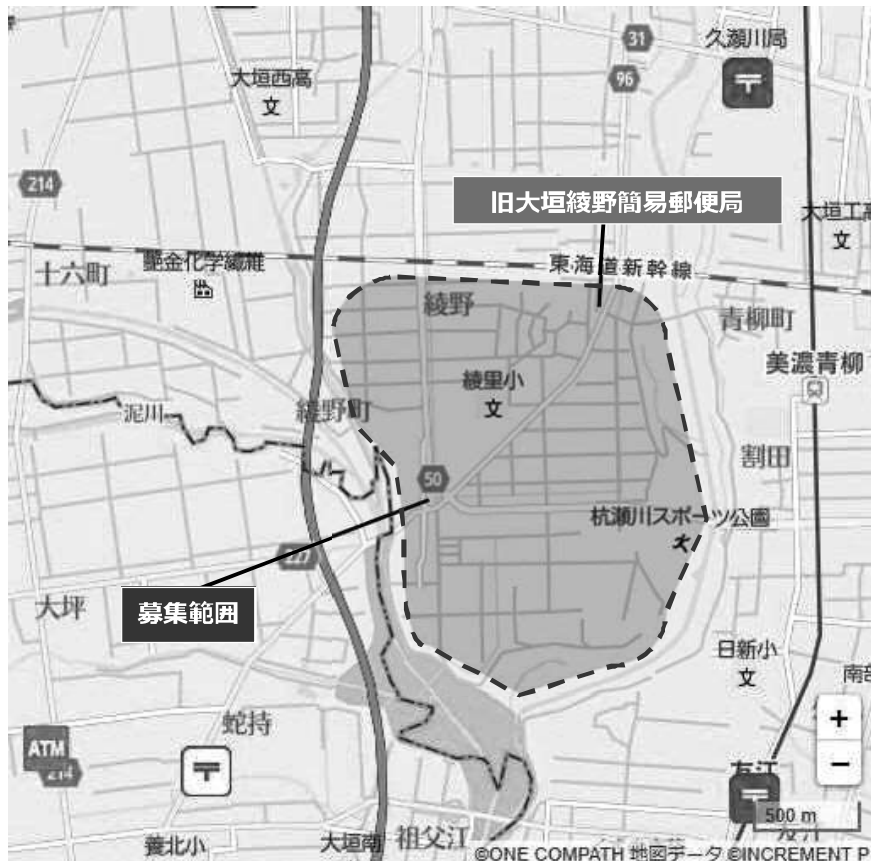 久瀬川局
31
大垣西高
文
96
214
旧大垣綾野簡易郵便局
大垣工高
文
東海道新幹線
艶金化学繊維
十六町
綾野
青柳町
美濃青柳
綾里小
文
泥川
綾野町
割田
50
杭瀬川スポーツ公園
大坪
募集範囲
日新小
文
南部
蛇持
+
ATM
214
−
友江
500 m
養北小
大垣南
祖父江
©ONE COMPATH 地図データ ©INCREMENT P